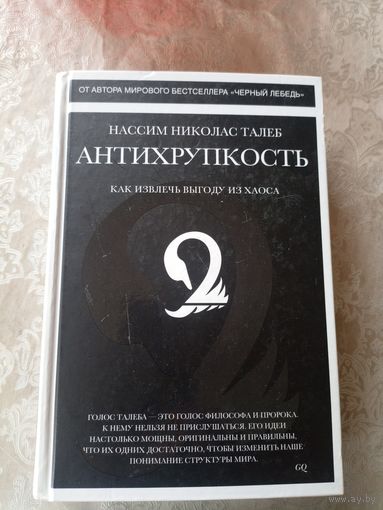 ОТ АВТОРА МИРОВОГО БЕСТСЕЛЛЕРА «ЧЕРНЫЙ ЛЕБЕДЬ»
НАССИМ НИКОЛАС ТАЛЕБ
АНТИХРУПКОСТЬ
КАК ИЗВЛЕЧЬ ВЫГОДУ ИЗ ХАОСА
ГОЛОС ТАЛЕБА — ЭТО ГОЛОС ФИЛОСОФА И ПРОРОКА.
К НЕМУ НЕЛЬЗЯ НЕ ПРИСЛУШАТЬСЯ. ЕГО ИДЕИ
НАСТОЛЬКО МОЩНЫ, ОРИГИНАЛЬНЫ И ПРАВИЛЬНЫ,
ЧТО ИХ ОДНИХ ДОСТАТОЧНО, ЧТОБЫ ИЗМЕНИТЬ НАШЕ
ПОНИМАНИЕ СТРУКТУРЫ МИРА.
GQ
ay.by